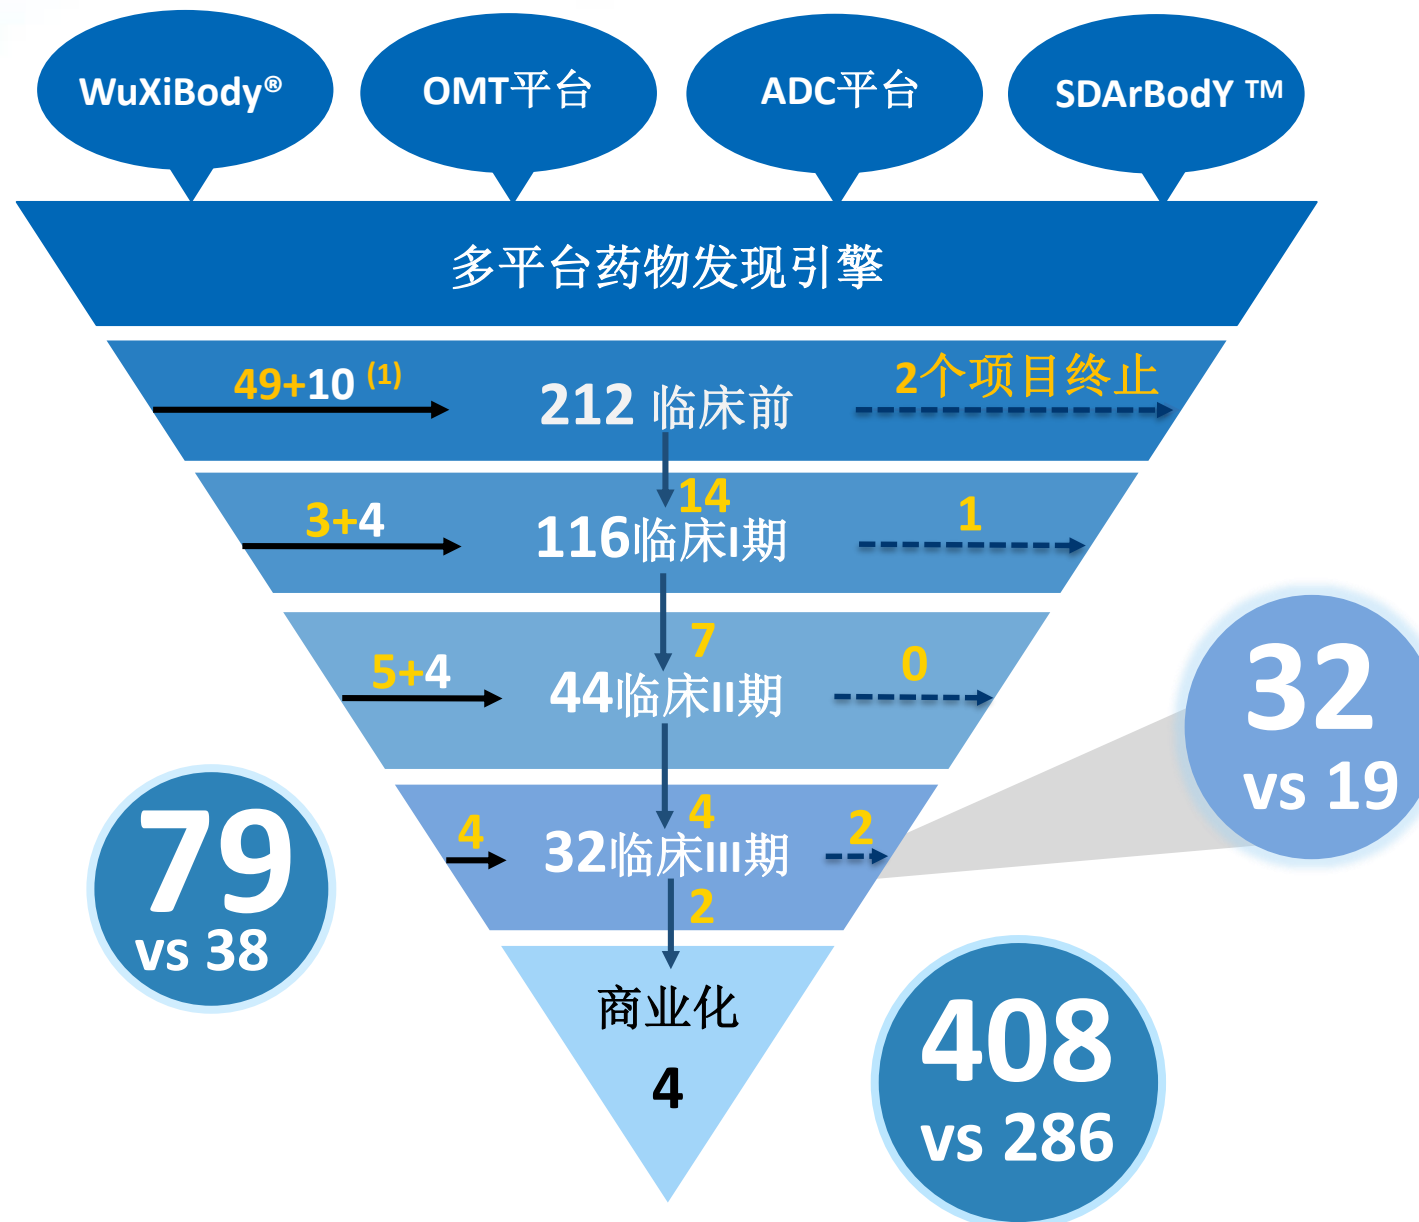 WuXiBody®
OMT平台
ADC平台
SDArBodY ™
多平台药物发现引擎
49+10 (1)
212 临床前
2个项目终止
14
3+4
116临床I期
1
7
5+4
44临床II期
0
32
vs 19
4
4
32临床III期
2
79
vs 38
2
商业化
4
408
vs 286